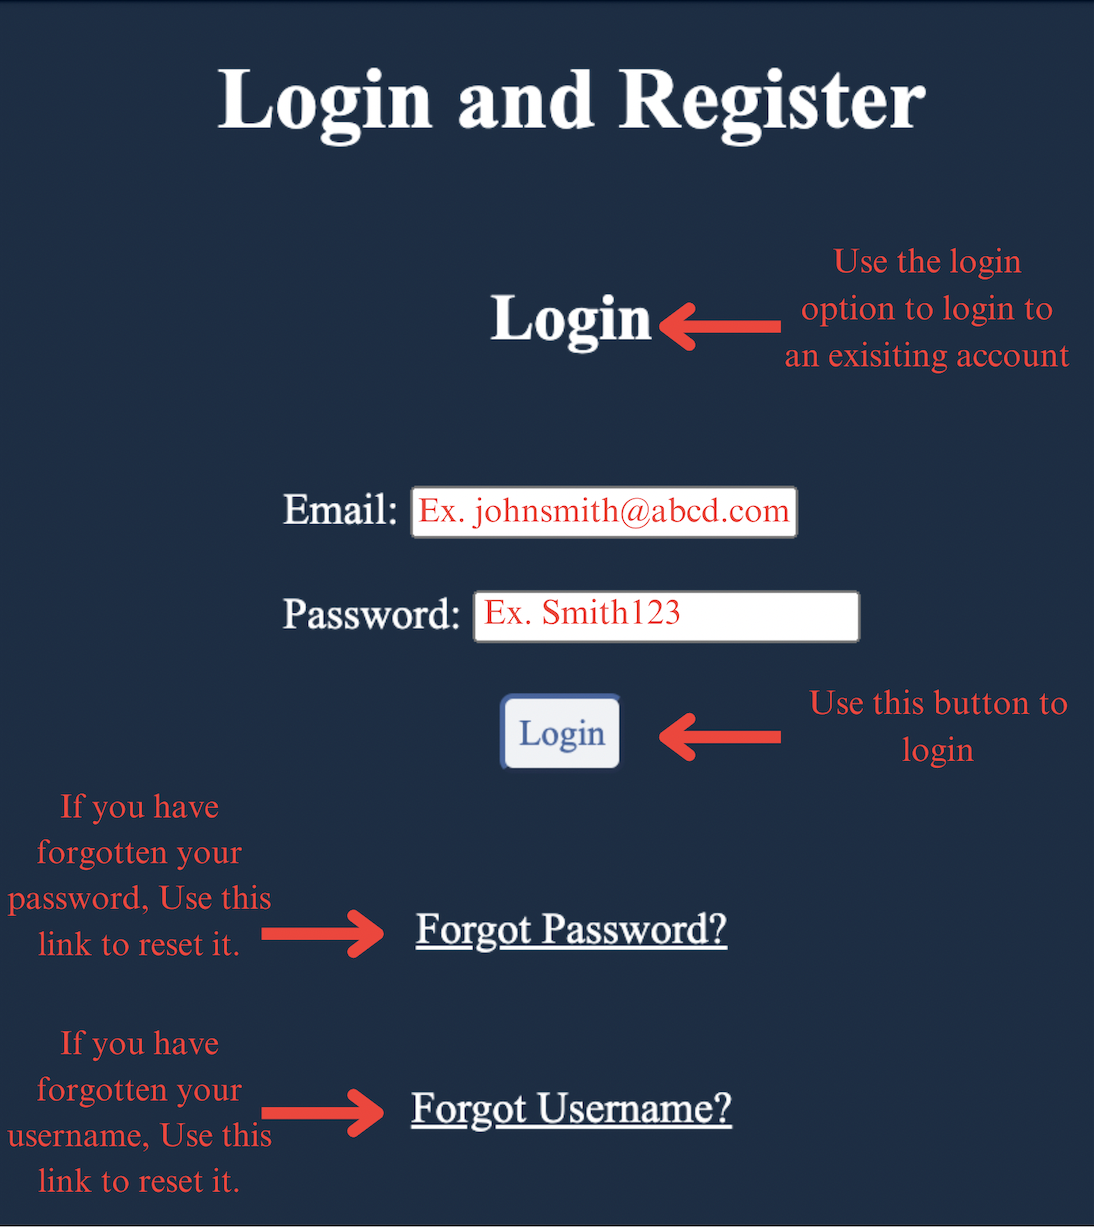 Login and Register
Use the login
option to login to
an exisiting account
Login
Email: Ex. johnsmith@abcd.com
Password: Ex. Smith123
Login
Use this button to
login
If you have
forgotten your
password, Use this
link to reset it.
Forgot Password?
If you have
forgotten your
username, Use this
link to reset it.
Forgot Username?